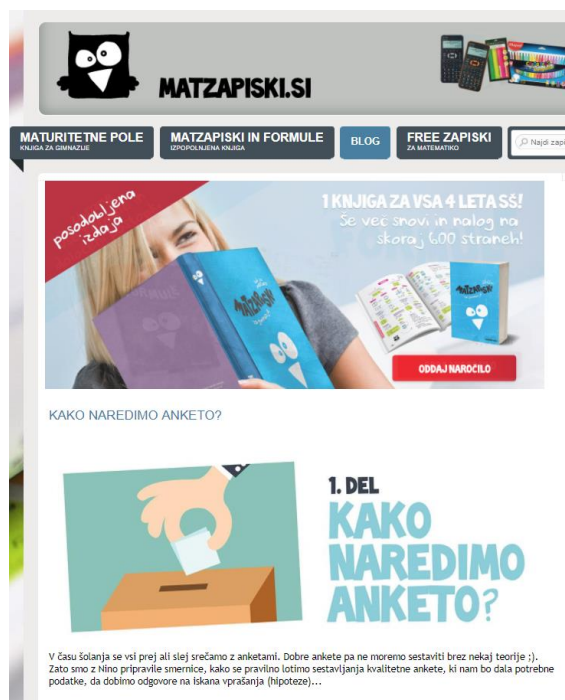 MATZAPISKI.SI
MATURITETNE POLE
KNJIGA ZA GIMNAZIJE
MATZAPISKI IN FORMULE
IZPOPOLNJENA KNJIGA
BLOG
FREE ZAPISKI
ZA MATEMATIKO
Najdi zapi
posodobljena
izdaja
1 KNJIGA ZA VSA 4 LETA SŠ!
Še več snovi in nalog na
skoraj 600 straneh!
MATZAPISKI
MATZAPISKI
ODDAJ NAROČILO
KAKO NAREDIMO ANKETO?
1. DEL
KAKO
NAREDIMO
ANKETO?
V času šolanja se vsi prej ali slej srečamo z anketami. Dobre ankete pa ne moremo sestaviti brez nekaj teorije ;).
Zato smo z Nino pripravile smernice, kako se pravilno lotimo sestavljanja kvalitetne ankete, ki nam bo dala potrebne
podatke, da dobimo odgovore na iskana vprašanja (hipoteze)...